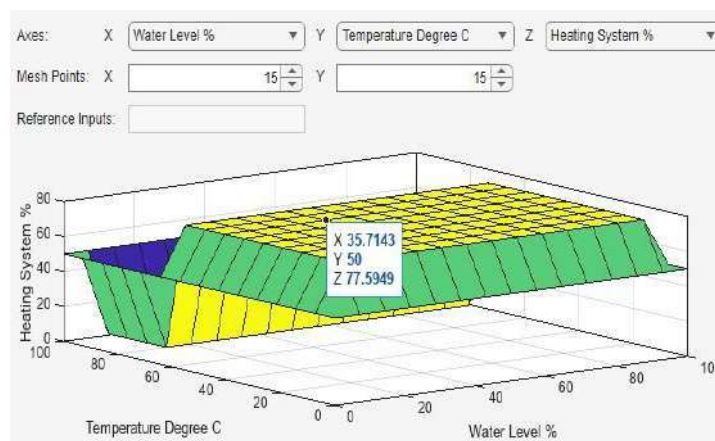 Axes: X Water Level % Y Temperature Degree C Z Heating System %
Mesh Points: X 15 Y 15
Reference Inputs:
80
60
40
20
0
Heating System %
X 35.7143
Y 50
Z 77.5949
100 80 60 40 20 0
Temperature Degree C
0 20 40 60 80 10
Water Level %